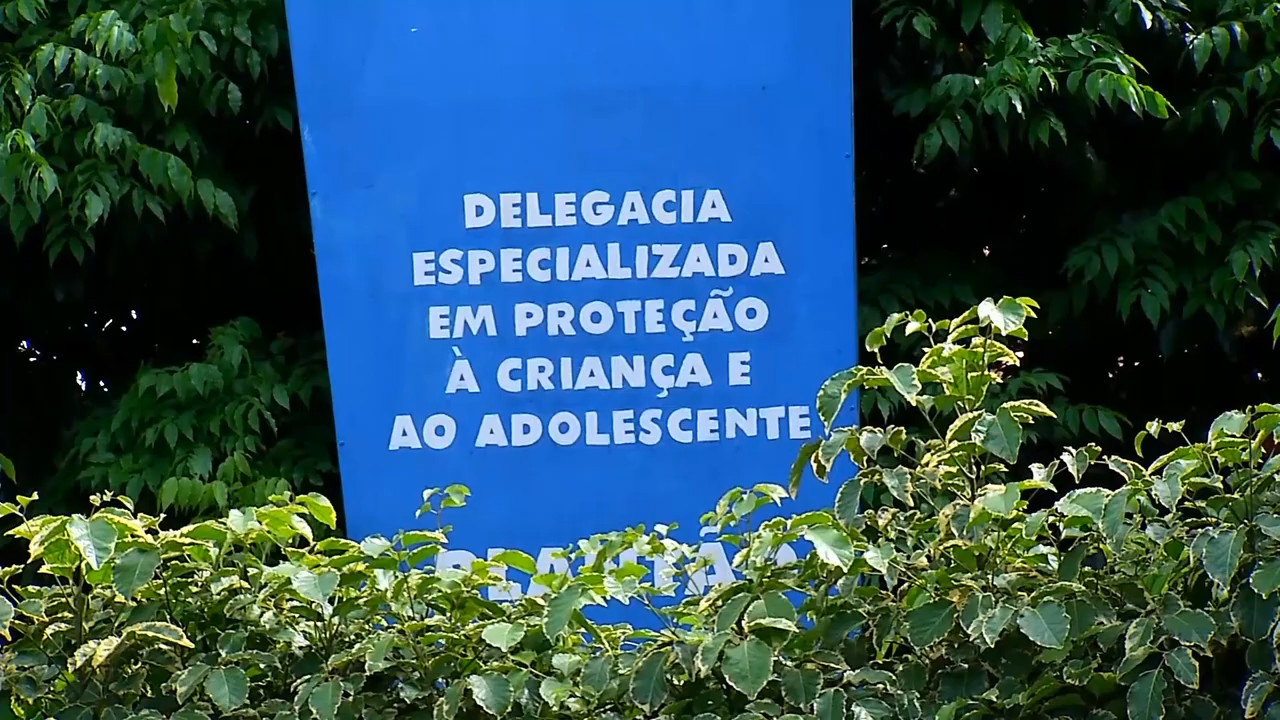 DELEGACIA
ESPECIALIZADA
EM PROTEÇÃO
À CRIANÇA E
AO ADOLESCENTE